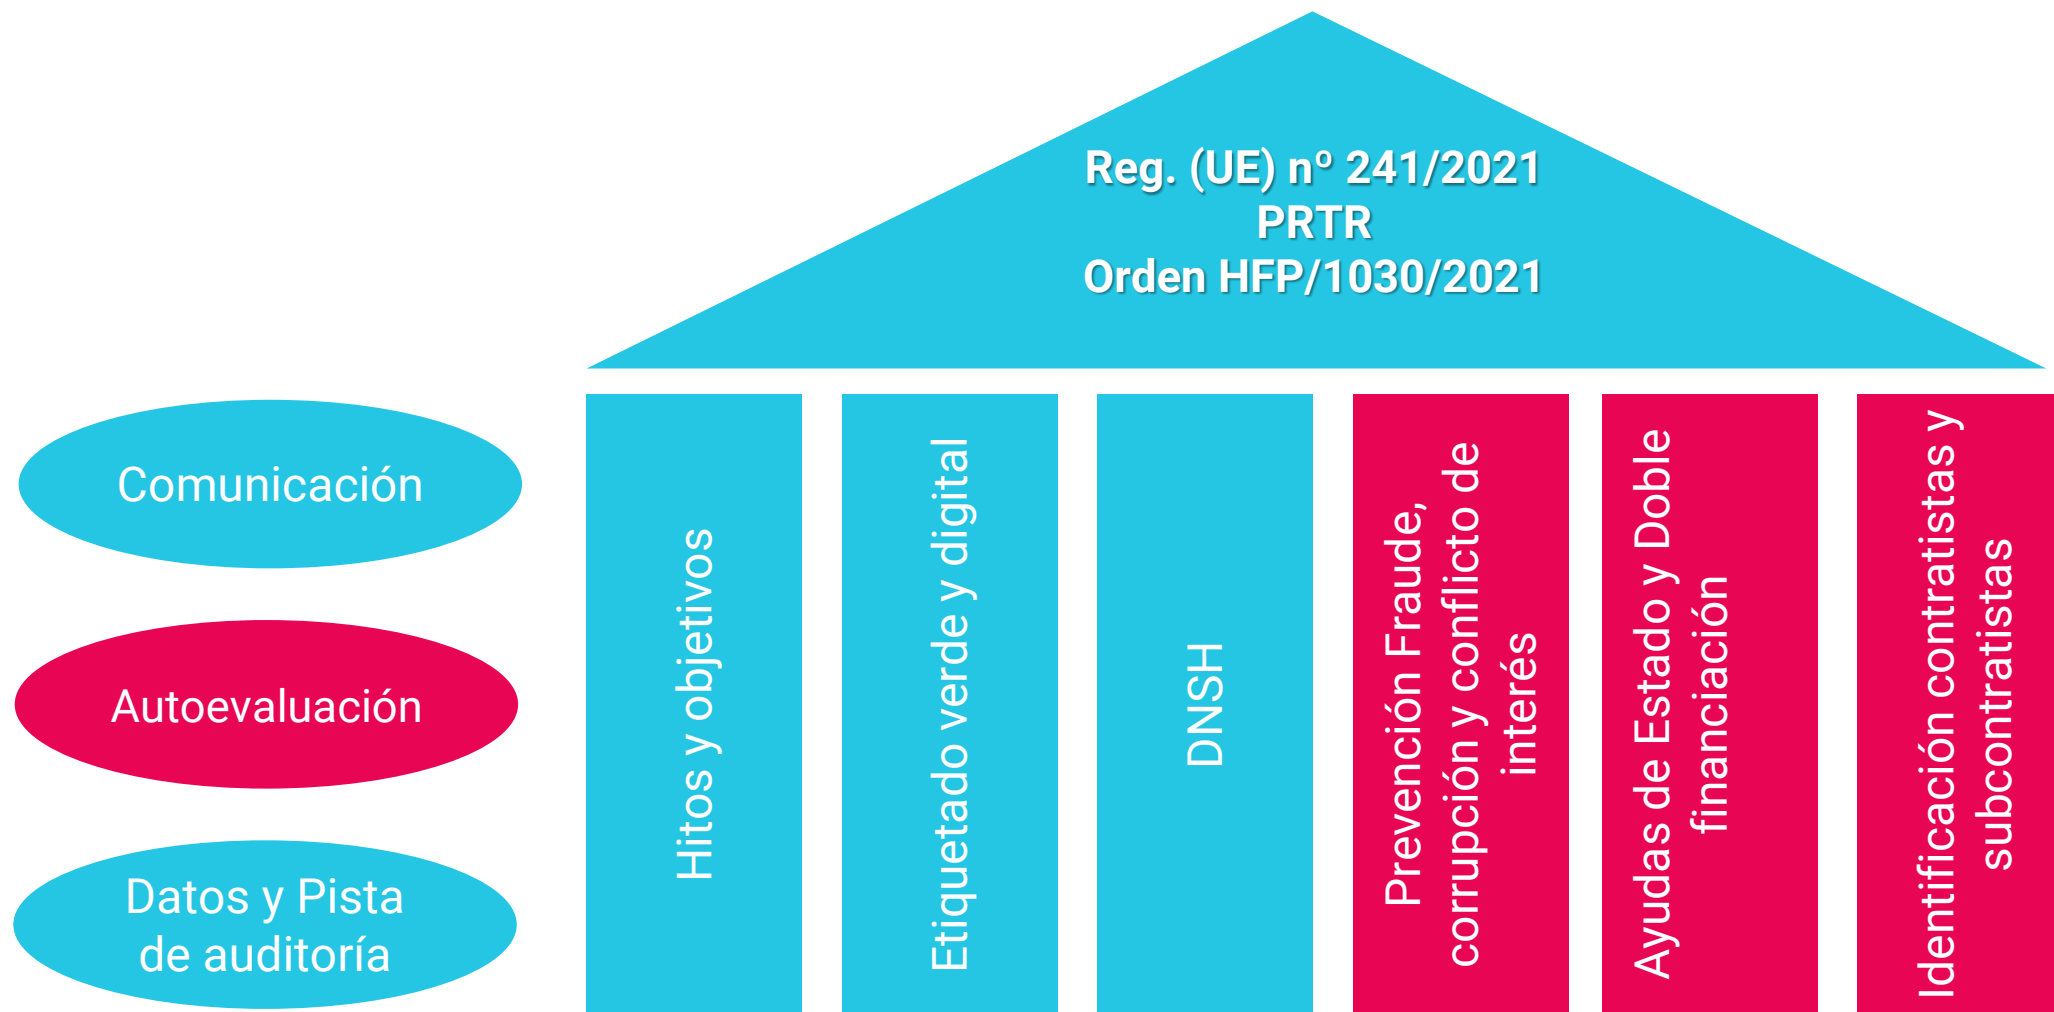 Reg. (UE) nº 241/2021
PRTR
Orden HFP/1030/2021
Comunicación
Autoevaluación
Datos y Pista
de auditoría
Hitos y objetivos
Etiquetado verde y digital
DNSH
Prevención Fraude,
corrupción y conflicto de
interés
Ayudas de Estado y Doble
financiación
Identificación contratistas y
subcontratistas